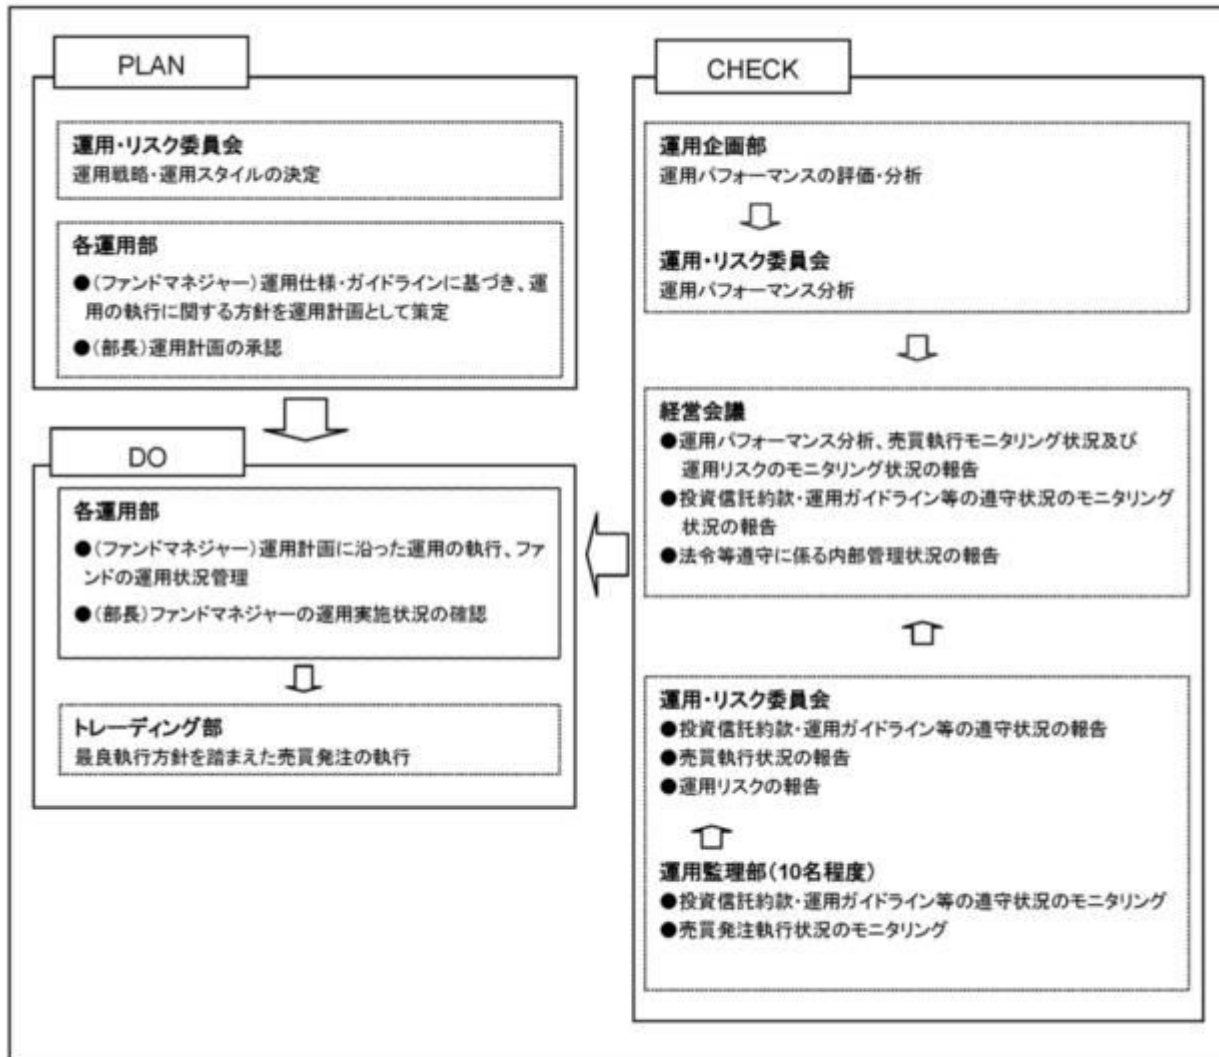 PLAN
運用・リスク委員会
運用戦略・運用スタイルの決定
各運用部
●(ファンドマネジャー)運用仕様・ガイドラインに基づき、運
用の執行に関する方針を運用計画として策定
●(部長)運用計画の承認
DO
各運用部
●(ファンドマネジャー)運用計画に沿った運用の執行、ファ
ンドの運用状況管理
●(部長)ファンドマネジャーの運用実施状況の確認
トレーディング部
最良執行方針を踏まえた売買発注の執行
CHECK
運用企画部
運用パフォーマンスの評価・分析
運用・リスク委員会
運用パフォーマンス分析
経営会議
●運用パフォーマンス分析、売買執行モニタリング状況及び
運用リスクのモニタリング状況の報告
●投資信託約款・運用ガイドライン等の遵守状況のモニタリング
状況の報告
●法令等遵守に係る内部管理状況の報告
運用・リスク委員会
●投資信託約款・運用ガイドライン等の遵守状況の報告
●売買執行状況の報告
●運用リスクの報告
運用監理部(10名程度)
●投資信託約款・運用ガイドライン等の遵守状況のモニタリング
●売買発注執行状況のモニタリング